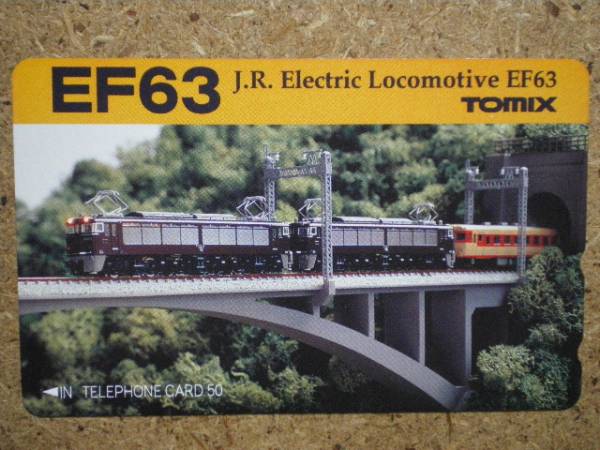 EF63 J.R. Electric Locomotive EF63
TOMIX
◀IN TELEPHONE CARD 50